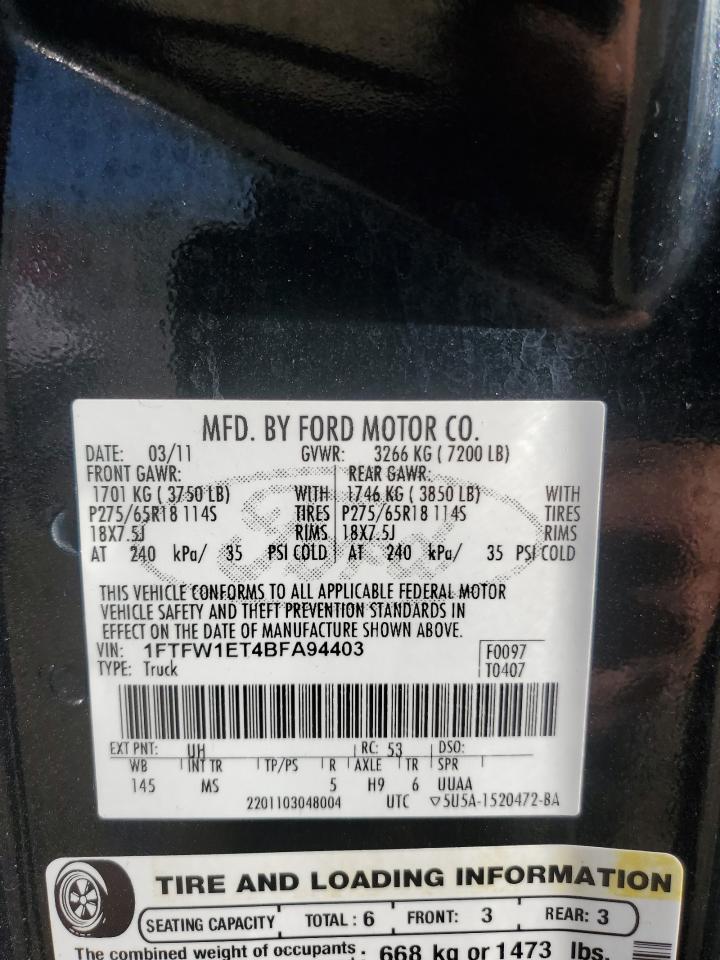 MFD. BY FORD MOTOR CO.
DATE: 03/11 GVWR: 3266 KG ( 7200 LB)
FRONT GAWR: REAR GAWR:
1701 KG ( 3750 LB) WITH 1746 KG ( 3850 LB) WITH
P275/65R18 114S TIRES P275/65R18 114S TIRES
18X7.5J RIMS 18X7.5J RIMS
AT 240 kPa/ 35 PSI COLD AT 240 kPa/ 35 PSI COLD
THIS VEHICLE CONFORMS TO ALL APPLICABLE FEDERAL MOTOR
VEHICLE SAFETY AND THEFT PREVENTION STANDARDS IN
EFFECT ON THE DATE OF MANUFACTURE SHOWN ABOVE.
VIN: 1FTFW1ET4BFA94403 F0097
TYPE: Truck T0407
EXT PNT: UH RC: 53 DSO:
WB INT TR TP/PS R AXLE TR SPR
145 MS 5 H9 6 UUAA
2201103048004 UTC ▽5U5A-1520472-BA
TIRE AND LOADING INFORMATION
SEATING CAPACITY TOTAL : 6 FRONT: 3 REAR: 3
The combined weight of occupants 668 kg or 1473 lbs.